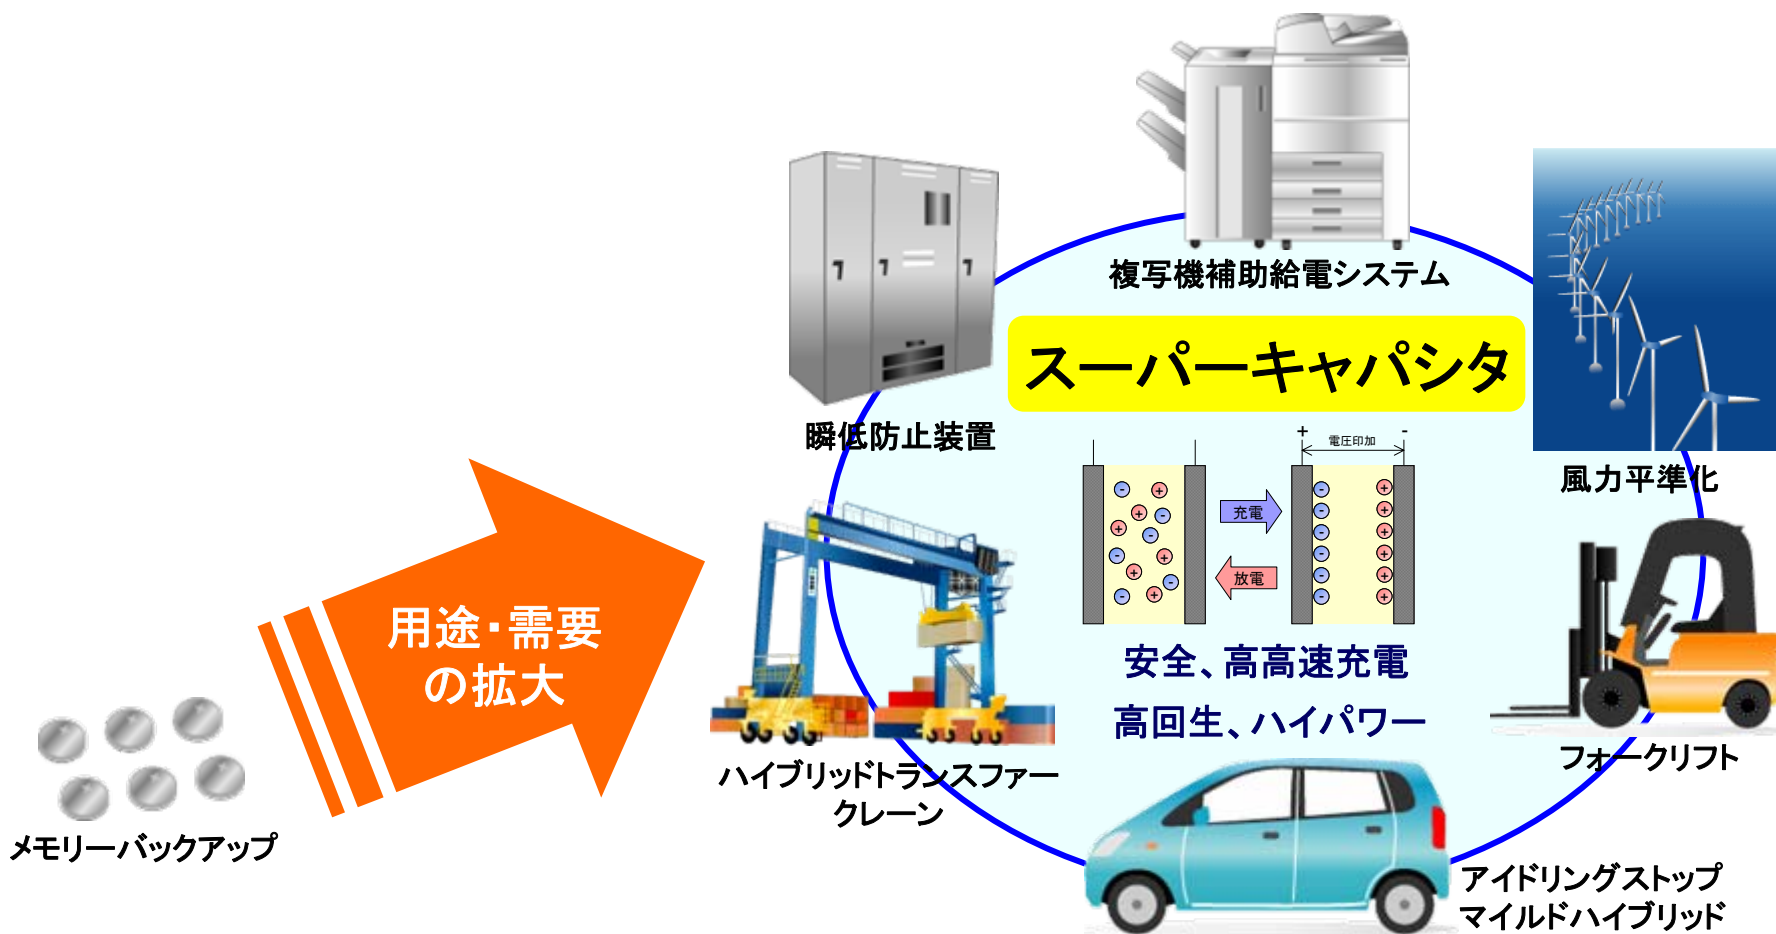 複写機補助給電システム
スーパーキャパシタ
瞬低防止装置
風力平準化
+
-
電圧印加
充電
放電
用途・需要
の拡大
安全、高高速充電
高回生、ハイパワー
メモリーバックアップ
ハイブリッドトランスファー
クレーン
フォークリフト
アイドリングストップ
マイルドハイブリッド